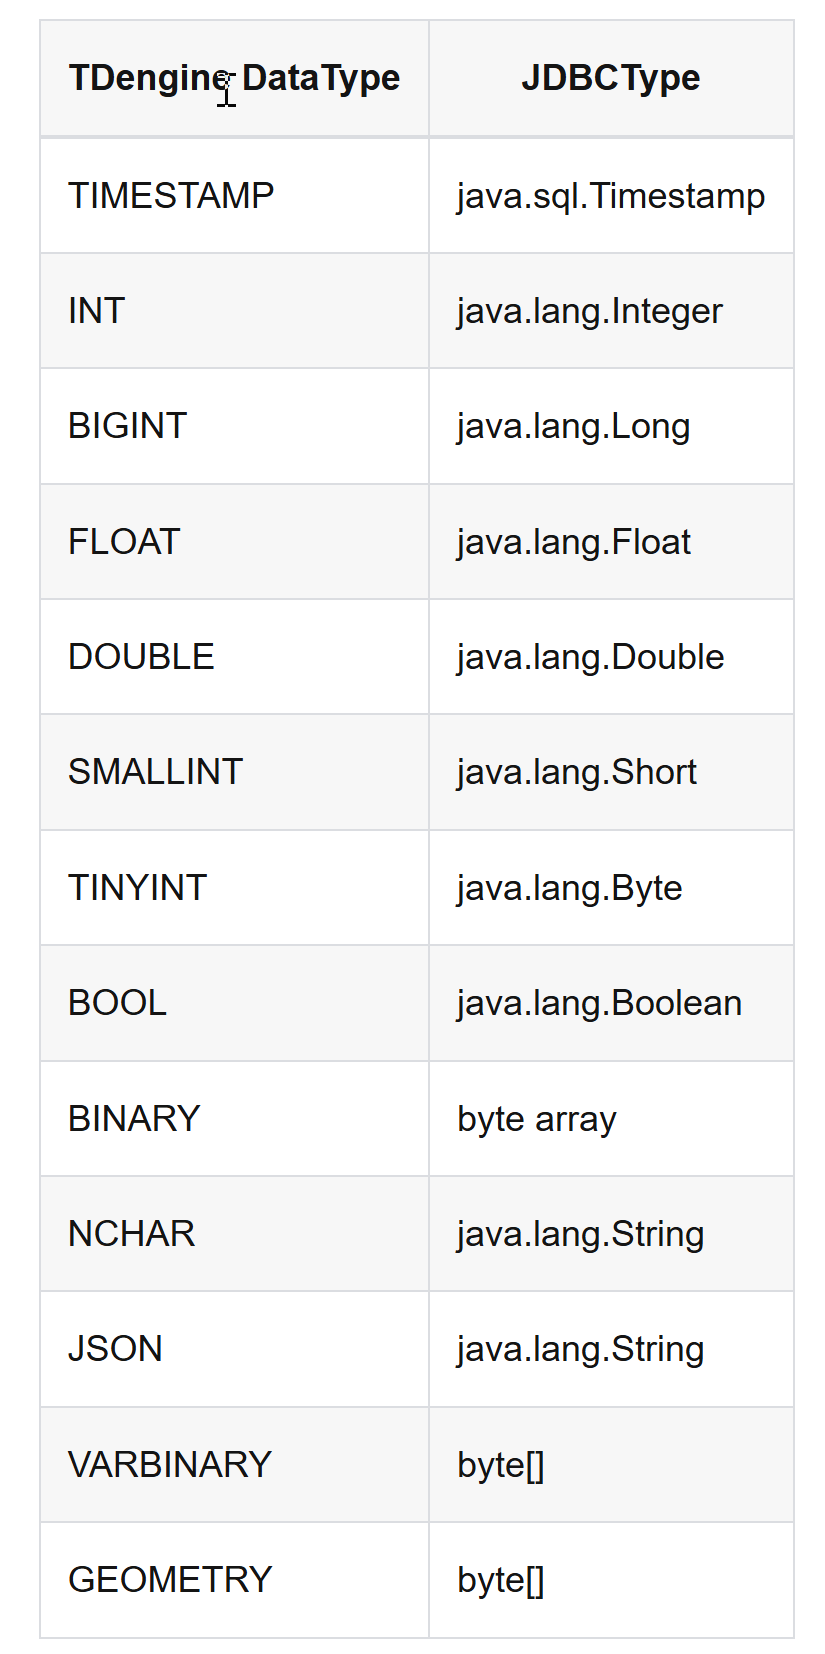 TDengine DataType JDBCType
TIMESTAMP java.sql.Timestamp
INT java.lang.Integer
BIGINT java.lang.Long
FLOAT java.lang.Float
DOUBLE java.lang.Double
SMALLINT java.lang.Short
TINYINT java.lang.Byte
BOOL java.lang.Boolean
BINARY byte array
NCHAR java.lang.String
JSON java.lang.String
VARBINARY byte[]
GEOMETRY byte[]